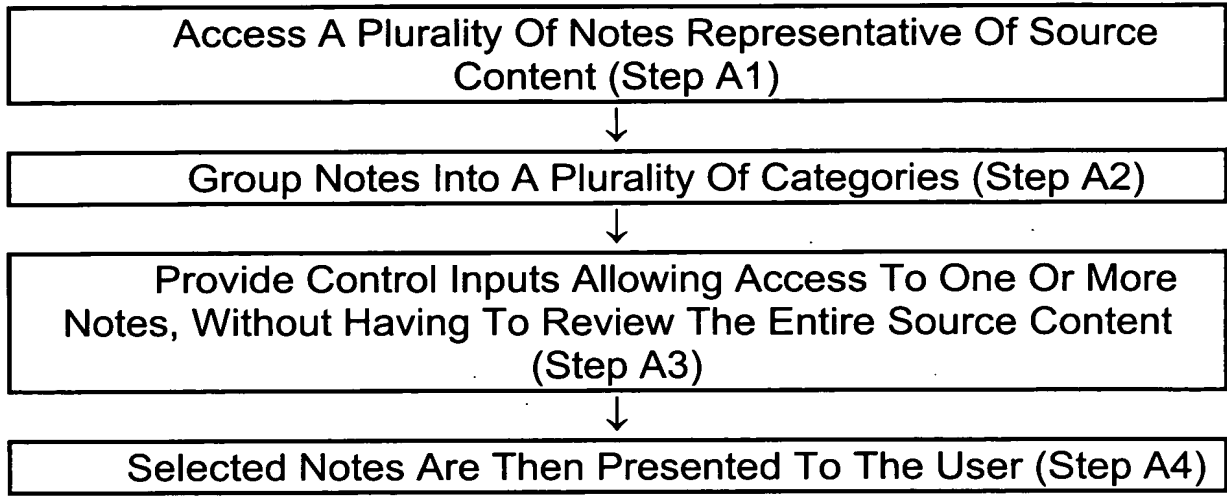 Access A Plurality Of Notes Representative Of Source
Content (Step A1)
↓
Group Notes Into A Plurality Of Categories (Step A2)
↓
Provide Control Inputs Allowing Access To One Or More
Notes, Without Having To Review The Entire Source Content
(Step A3)
↓
Selected Notes Are Then Presented To The User (Step A4)